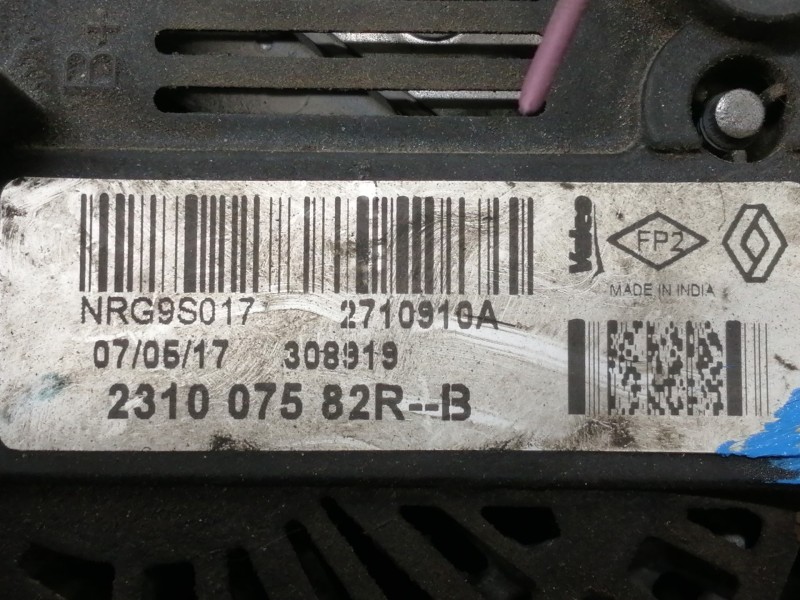 B+
Valeo
FP2
MADE IN INDIA
NRG9S017 2710910A
07/05/17 308919
2310 075 82R--B